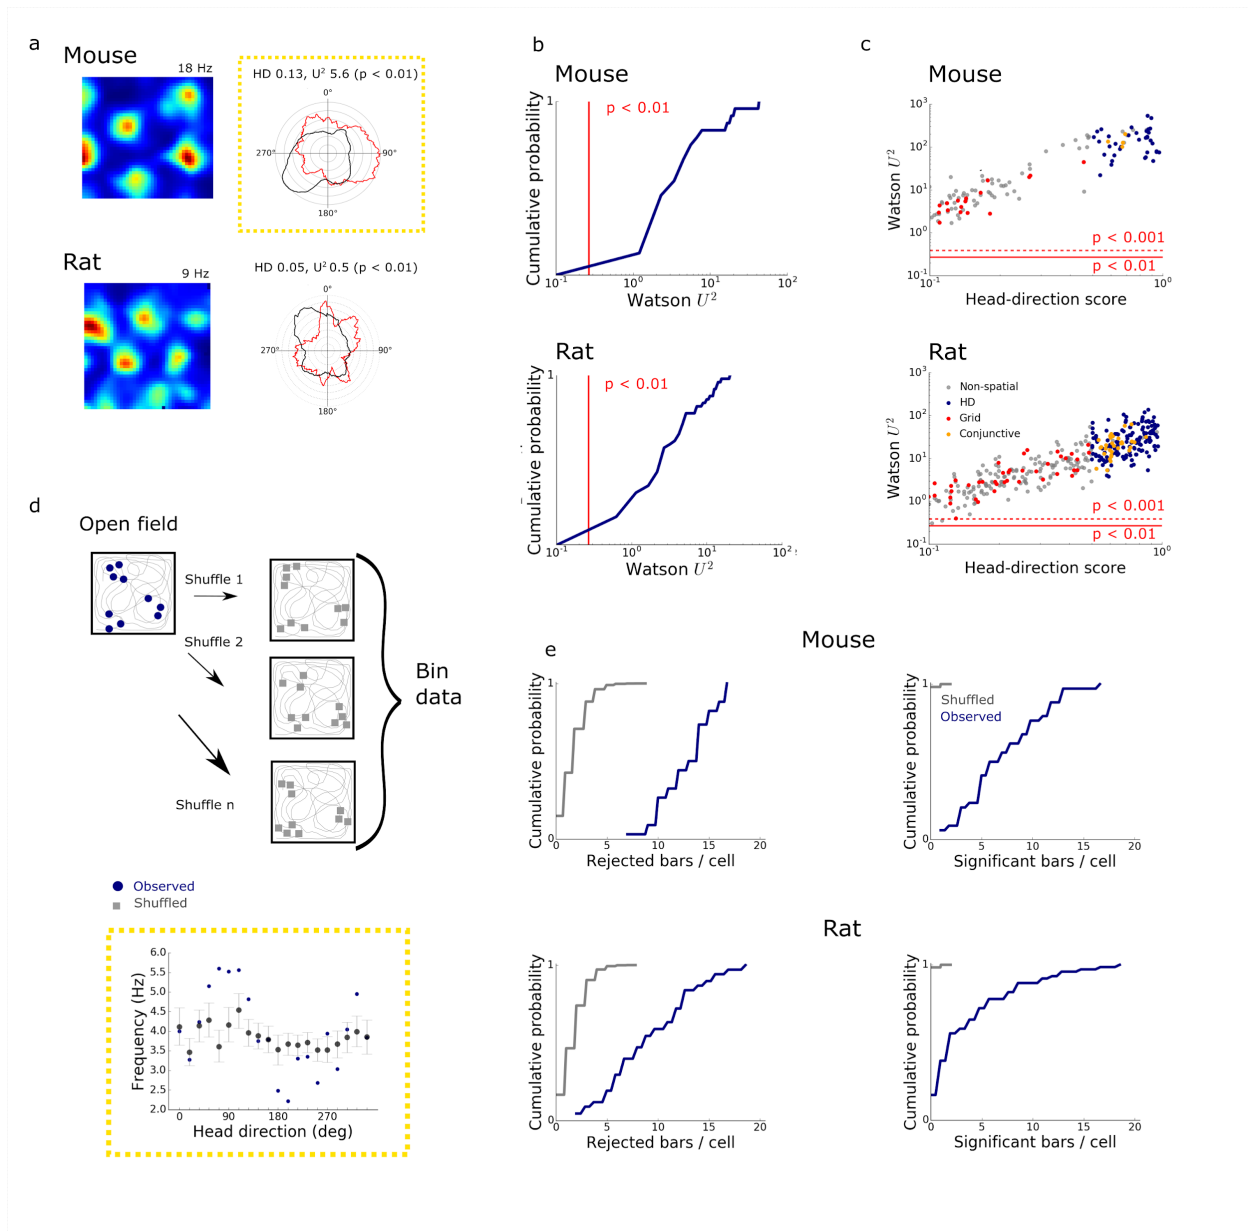 a
Mouse
18 Hz
HD 0.13, U² 5.6 (p < 0.01)
0°
270°
90°
180°
Rat
9 Hz
HD 0.05, U² 0.5 (p < 0.01)
0°
270°
90°
180°
b
Mouse
Cumulative probability
1
p < 0.01
10⁻¹ 10⁰ 10¹ 10²
Watson U²
Rat
Cumulative probability
1
p < 0.01
10⁻¹ 10⁰ 10¹ 10²
Watson U²
c
Mouse
Watson U²
10³
10²
10¹
10⁰
10⁻¹
p < 0.001
p < 0.01
10⁻¹ 10⁰
Head-direction score
Rat
Watson U²
10³
10²
10¹
10⁰
10⁻¹
Non-spatial
HD
Grid
Conjunctive
p < 0.001
p < 0.01
10⁻¹ 10⁰
Head-direction score
d
Open field
Shuffle 1
Shuffle 2
Shuffle n
Bin
data
Observed
Shuffled
Frequency (Hz)
6.0
5.5
5.0
4.5
4.0
3.5
3.0
2.5
2.0
0 90 180 270
Head direction (deg)
e
Mouse
Cumulative probability
1
0
0 5 10 15 20
Rejected bars / cell
Cumulative probability
1
0
Shuffled
Observed
0 5 10 15 20
Significant bars / cell
Rat
Cumulative probability
1
0
0 5 10 15 20
Rejected bars / cell
Cumulative probability
1
0
0 5 10 15 20
Significant bars / cell